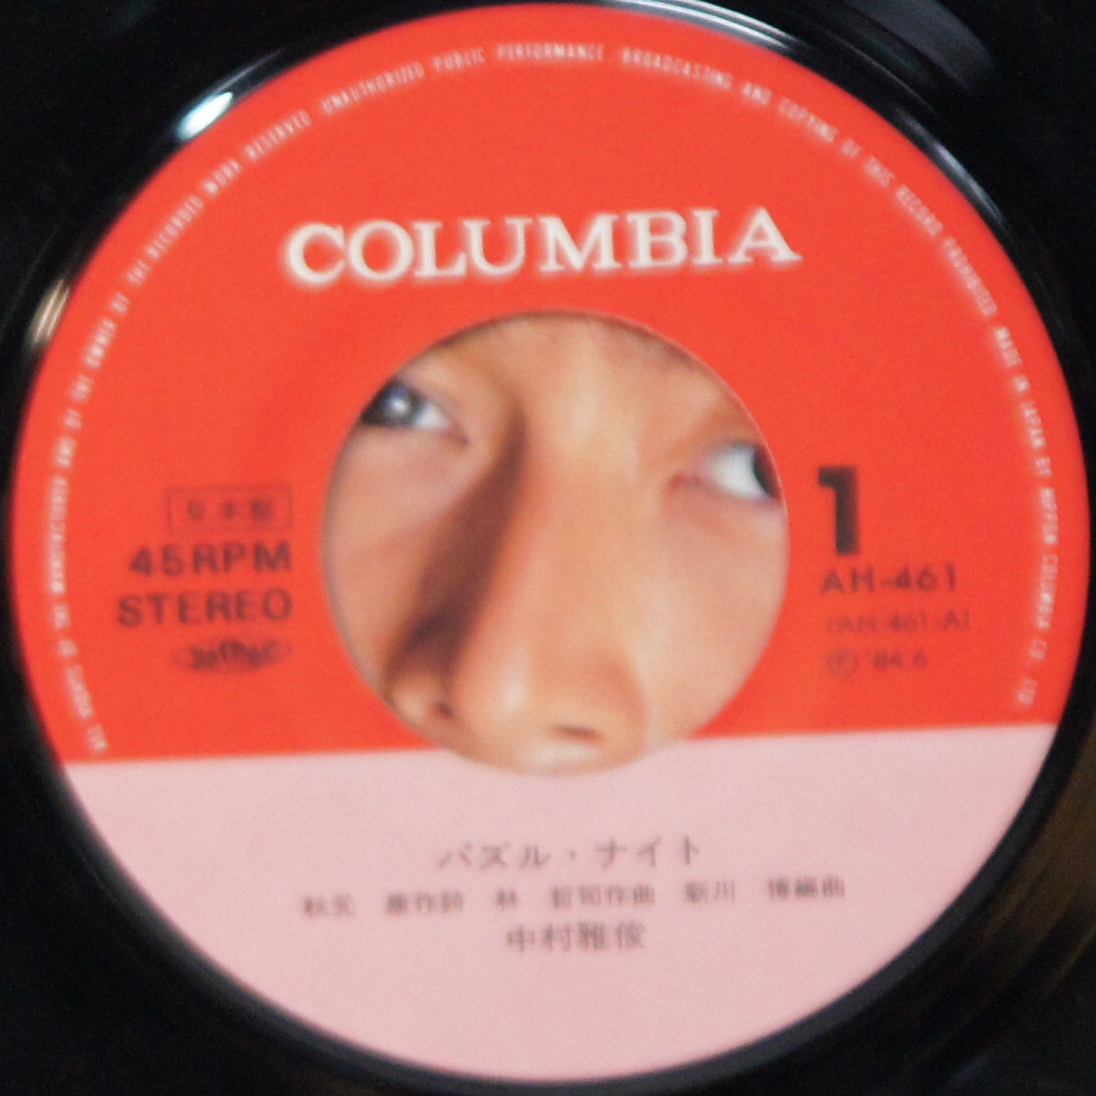 ALL RIGHTS OF THE MANUFACTURER AND OF THE OWNER OF THE RECORDED WORK RESERVED UNAUTHORIZED PUBLIC PERFORMANCE BROADCASTING AND COPYING OF THIS RECORD PROHIBITED MADE IN JAPAN BY NIPPON COLUMBIA CO. LTD
COLUMBIA
見本盤
45RPM
STEREO
1
AH-461
(AH-461-A)
Ⓟ '84.6
パズル・ナイト
秋元 康作詩 林 哲司作曲 新川 博編曲
中村雅俊